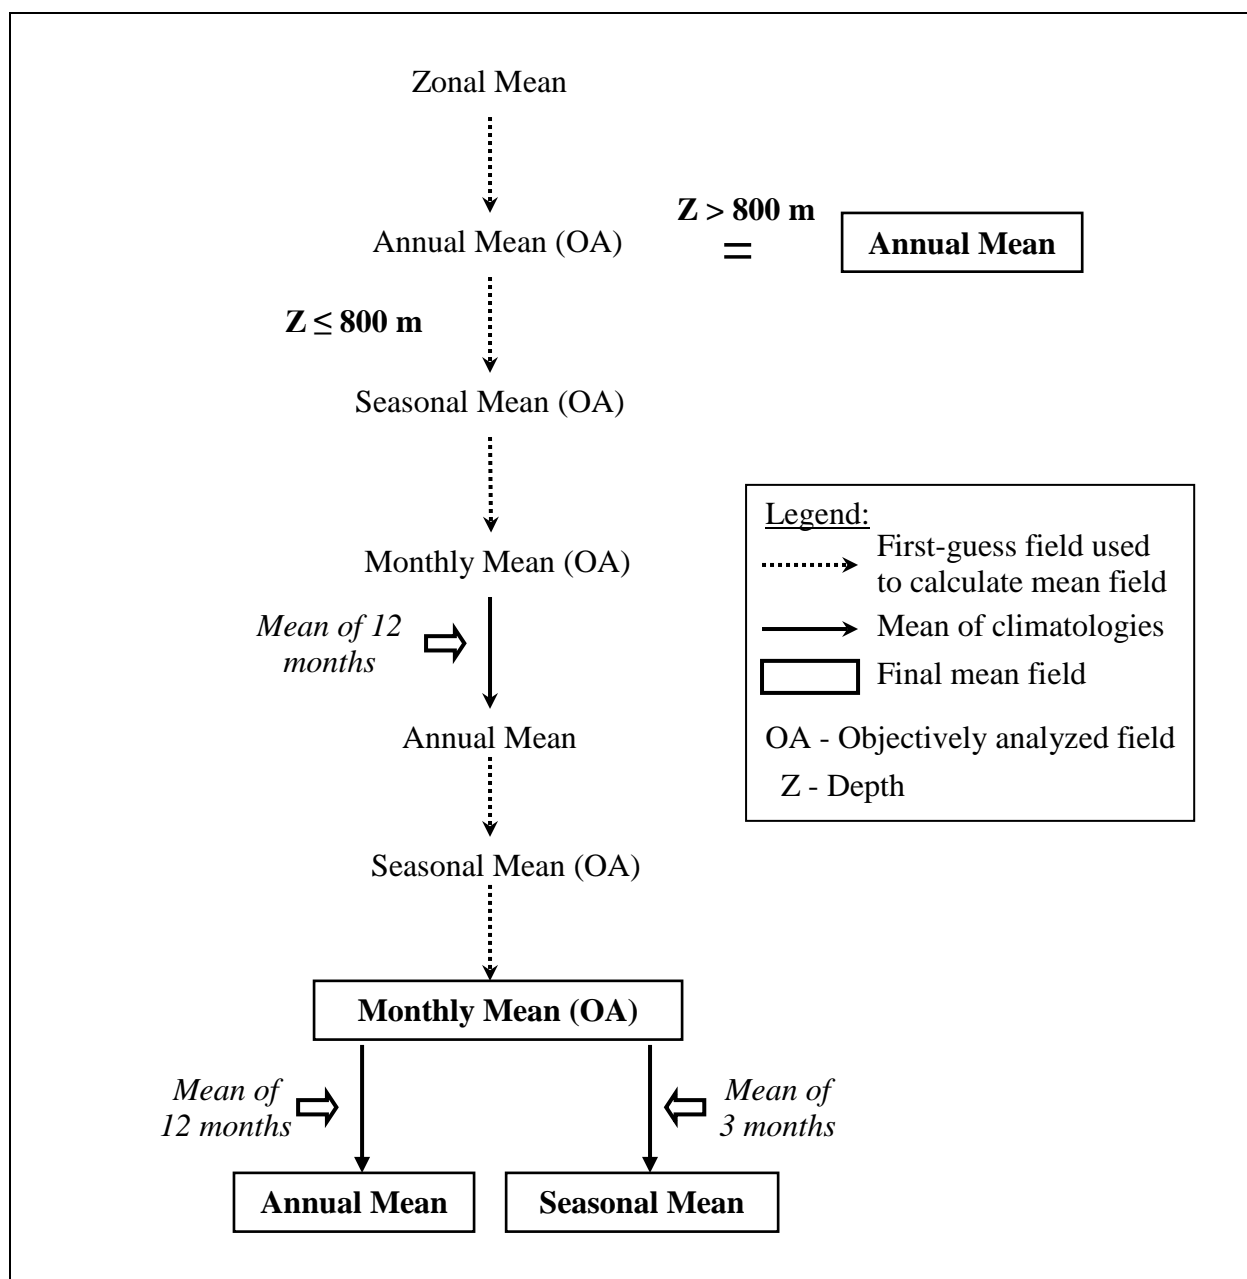 Zonal Mean
Z > 800 m
Annual Mean (OA)
=
Annual Mean
Z ≤ 800 m
Seasonal Mean (OA)
Monthly Mean (OA)
Mean of 12
months
Annual Mean
Seasonal Mean (OA)
Legend:
First-guess field used
to calculate mean field
Mean of climatologies
Final mean field
OA - Objectively analyzed field
Z - Depth
Monthly Mean (OA)
Mean of
12 months
Mean of
3 months
Annual Mean
Seasonal Mean